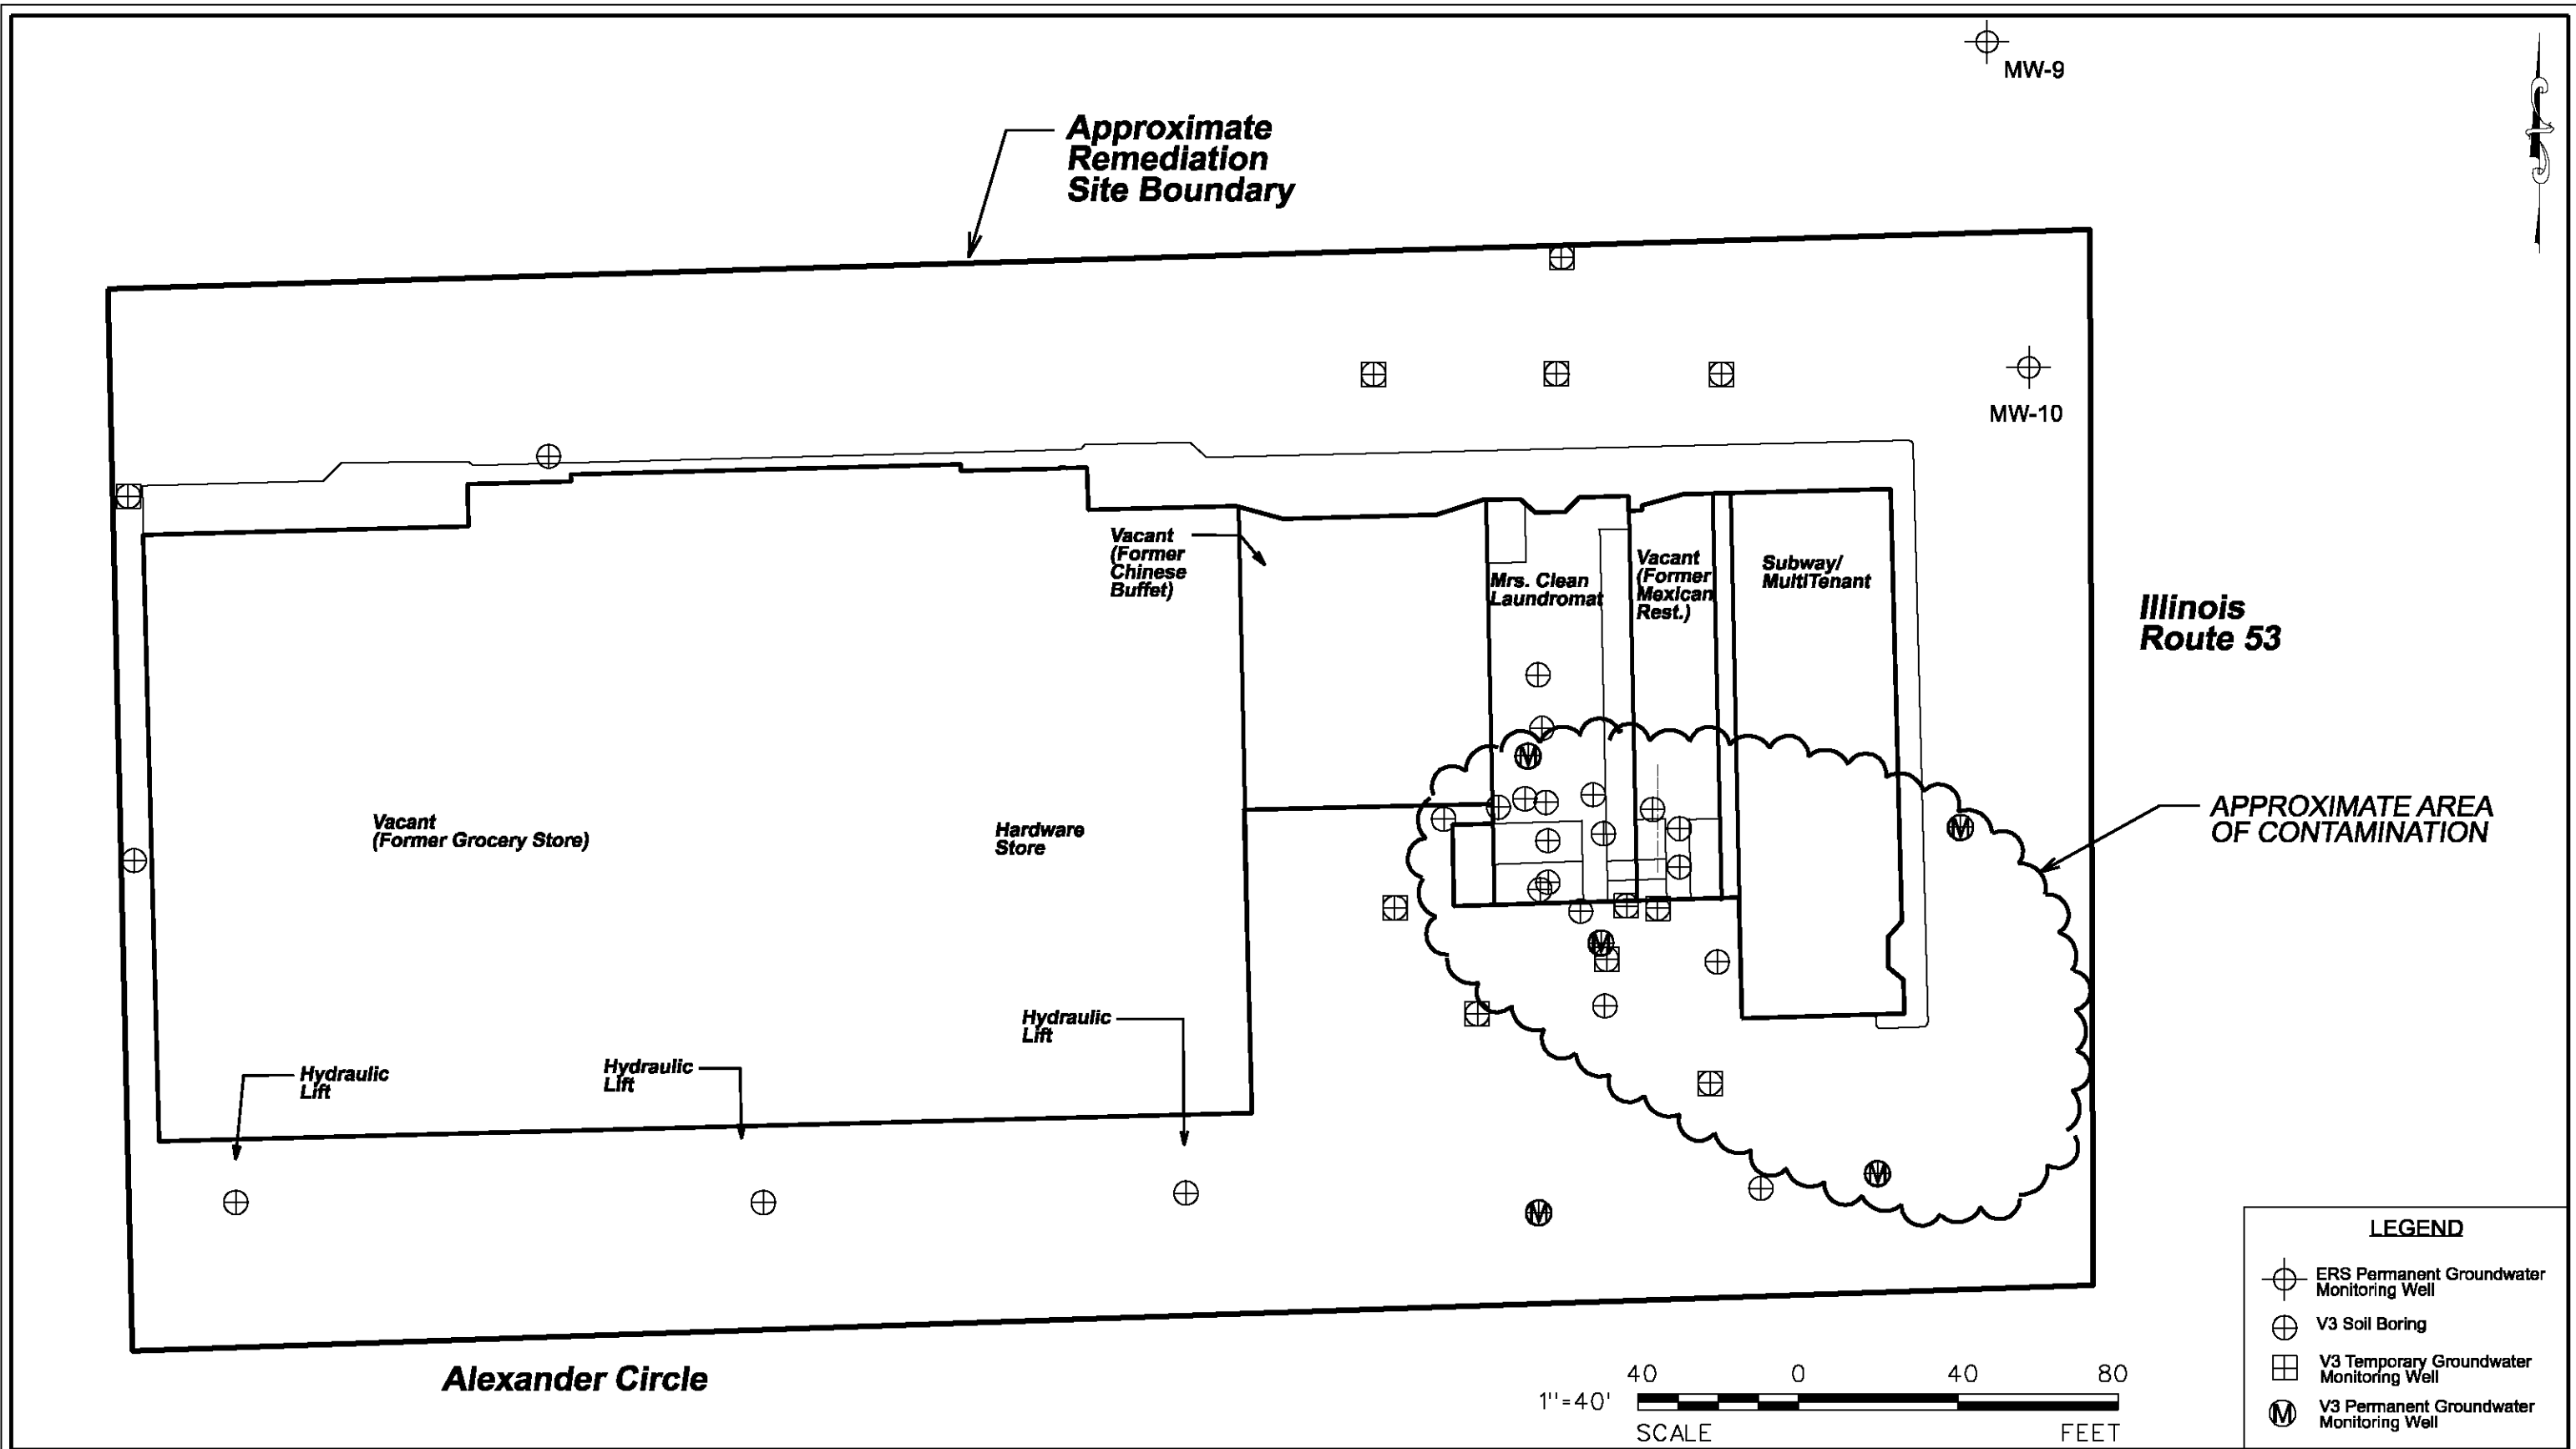 MW-9
Approximate
Remediation
Site Boundary
MW-10
Vacant
(Former
Chinese
Buffet)
Mrs. Clean
Laundromat
Vacant
(Former
Mexican
Rest.)
Subway/
MultiTenant
Illinois
Route 53
Vacant
(Former Grocery Store)
Hardware
Store
APPROXIMATE AREA
OF CONTAMINATION
Hydraulic
Lift
Hydraulic
Lift
Hydraulic
Lift
M
M
M
M
M
Alexander Circle
40 0 40 80
1"=40'
SCALE FEET
LEGEND
ERS Permanent Groundwater
Monitoring Well
V3 Soil Boring
V3 Temporary Groundwater
Monitoring Well
M V3 Permanent Groundwater
Monitoring Well